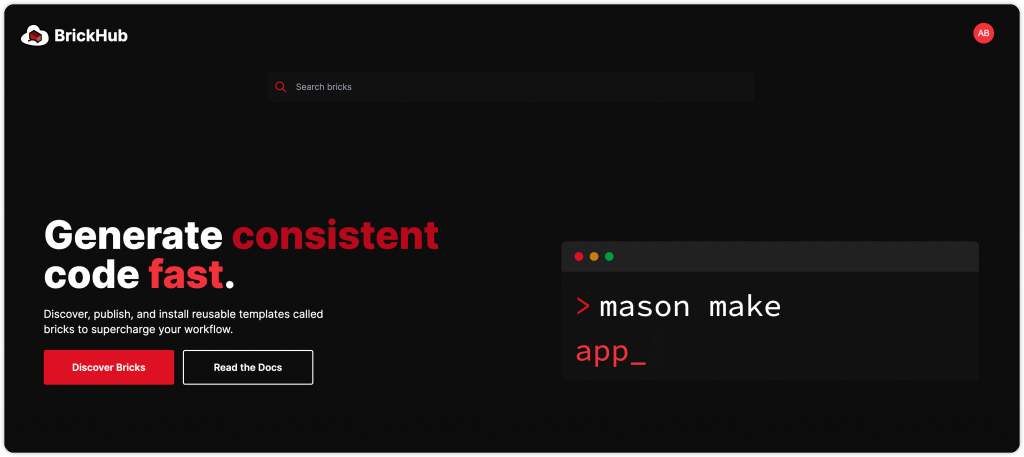 BrickHub
AB
Search bricks
Generate consistent
code fast.
Discover, publish, and install reusable templates called
bricks to supercharge your workflow.
Discover Bricks
Read the Docs
> mason make
app_